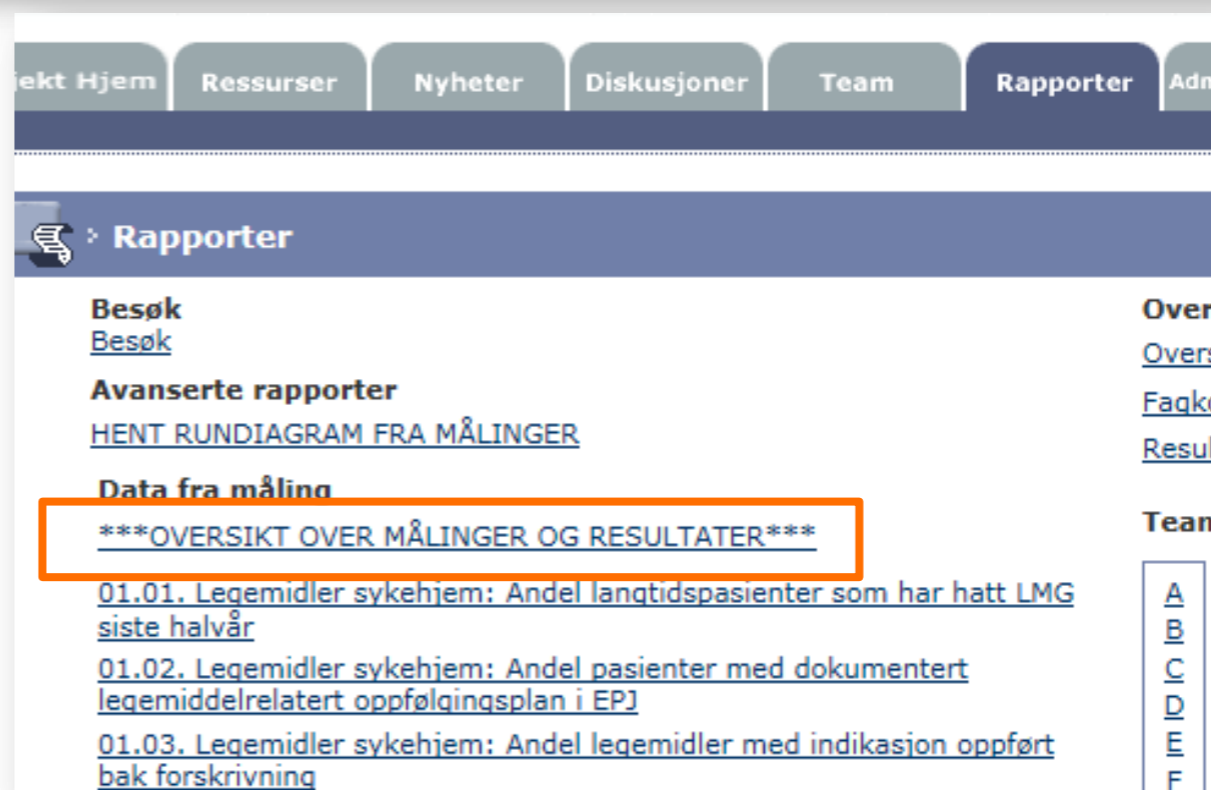 Hjem
Ressurser
Nyheter
Diskusjoner
Team
Rapporter
Rapporter
Besøk
Besøk
Avanserte rapporter
HENT RUNDIAGRAM FRA MÅLINGER
Data fra måling
***OVERSIKT OVER MÅLINGER OG RESULTATER***
01.01. Legemidler sykehjem: Andel langtidspasienter som har hatt LMG
siste halvår
01.02. Legemidler sykehjem: Andel pasienter med dokumentert
legemiddelrelatert oppfølgingsplan i EPJ
01.03. Legemidler sykehjem: Andel legemidler med indikasjon oppført
bak forskrivning
A
B
C
D
E
F